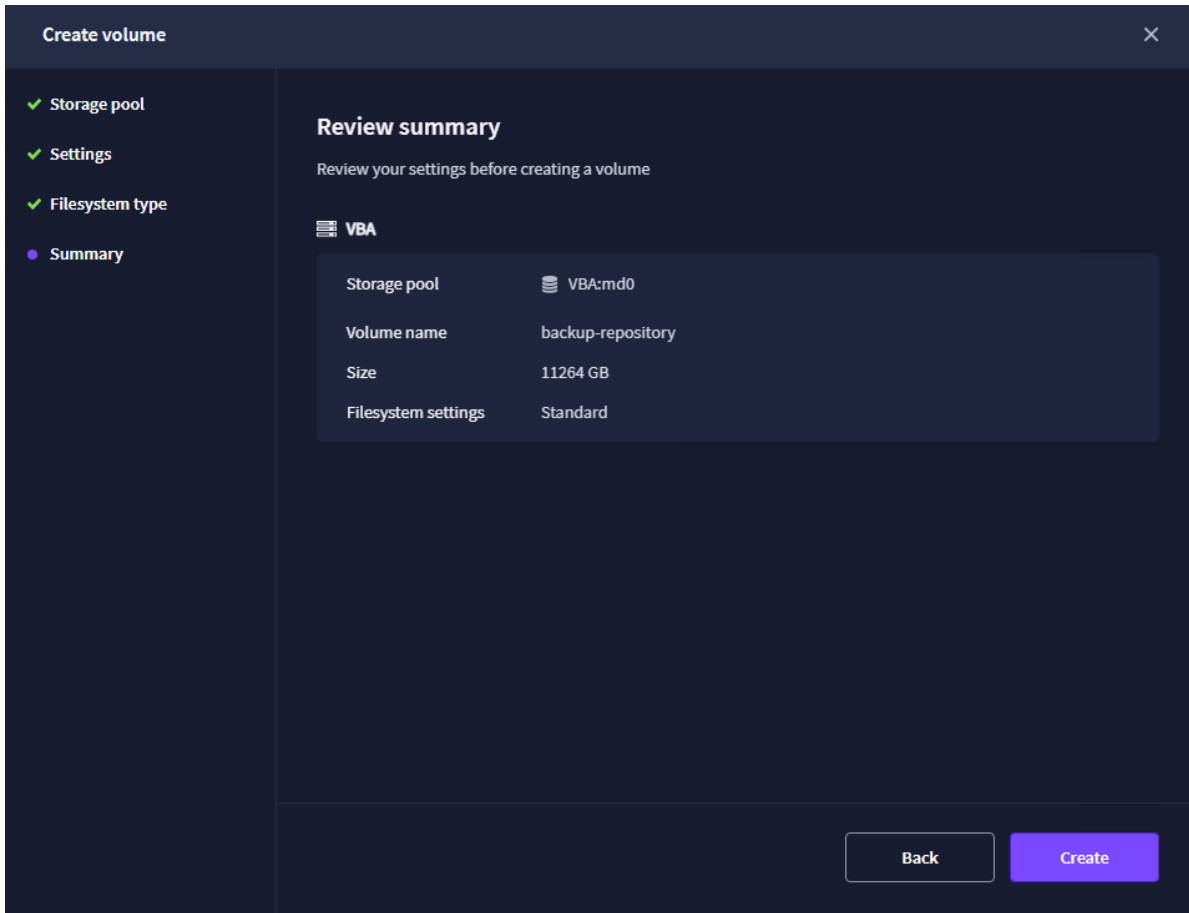 Create volume
Storage pool
Settings
Filesystem type
Summary
Review summary
Review your settings before creating a volume
VBA
Storage pool VBA:md0
Volume name backup-repository
Size 11264 GB
Filesystem settings Standard
Back Create